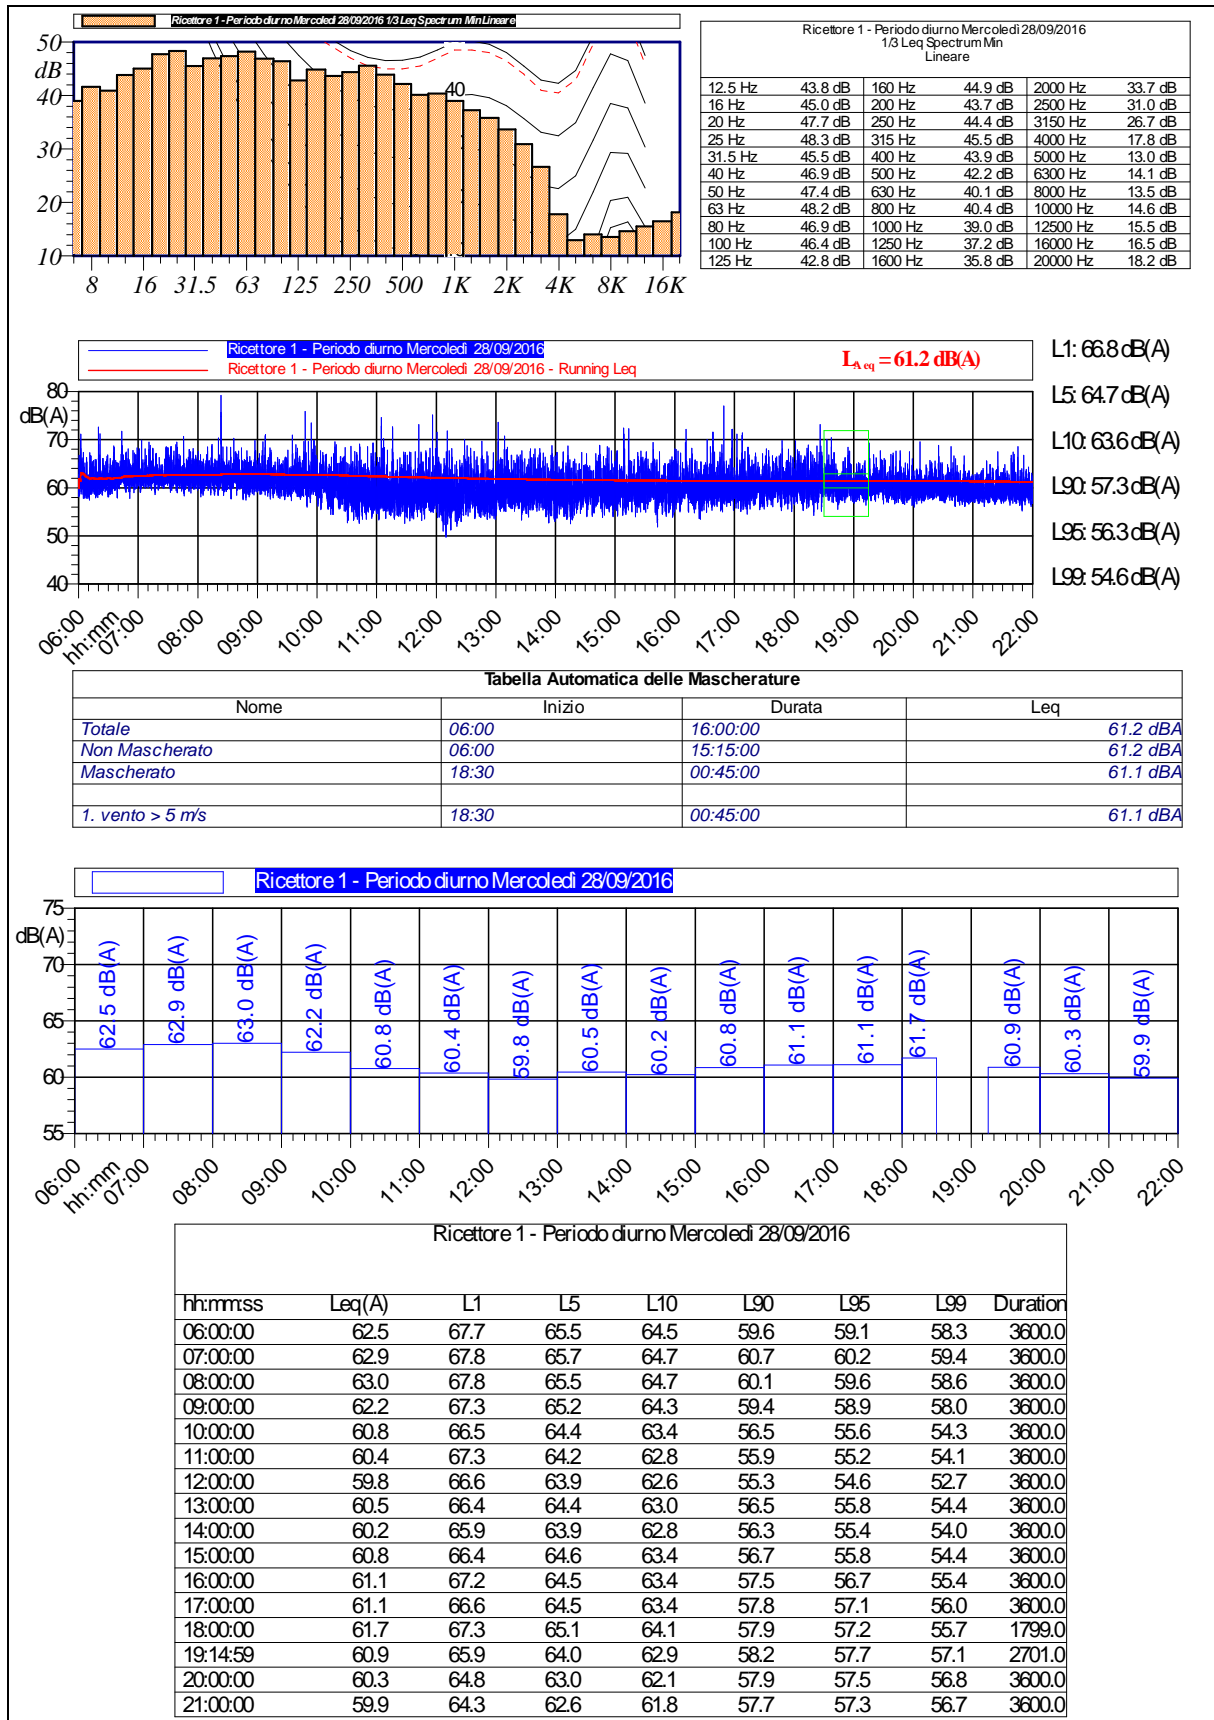 Ricettore 1 - Periodo diurno Mercoledì 28/09/2016 1/3 Leq Spectrum Min Lineare
50
dB
40
30
20
10
40
8 16 31.5 63 125 250 500 1K 2K 4K 8K 16K
Ricettore 1 - Periodo diurno Mercoledì 28/09/2016
1/3 Leq Spectrum Min
Lineare
12.5 Hz 43.8 dB 160 Hz 44.9 dB 2000 Hz 33.7 dB
16 Hz 45.0 dB 200 Hz 43.7 dB 2500 Hz 31.0 dB
20 Hz 47.7 dB 250 Hz 44.4 dB 3150 Hz 26.7 dB
25 Hz 48.3 dB 315 Hz 45.5 dB 4000 Hz 17.8 dB
31.5 Hz 45.5 dB 400 Hz 43.9 dB 5000 Hz 13.0 dB
40 Hz 46.9 dB 500 Hz 42.2 dB 6300 Hz 14.1 dB
50 Hz 47.4 dB 630 Hz 40.1 dB 8000 Hz 13.5 dB
63 Hz 48.2 dB 800 Hz 40.4 dB 10000 Hz 14.6 dB
80 Hz 46.9 dB 1000 Hz 39.0 dB 12500 Hz 15.5 dB
100 Hz 46.4 dB 1250 Hz 37.2 dB 16000 Hz 16.5 dB
125 Hz 42.8 dB 1600 Hz 35.8 dB 20000 Hz 18.2 dB
Ricettore 1 - Periodo diurno Mercoledì 28/09/2016
Ricettore 1 - Periodo diurno Mercoledì 28/09/2016 - Running Leq
LA eq = 61.2 dB(A)
80
dB(A)
70
60
50
40
06:00 07:00 08:00 09:00 10:00 11:00 12:00 13:00 14:00 15:00 16:00 17:00 18:00 19:00 20:00 21:00 22:00
hh:mm
L1: 66.8 dB(A)
L5: 64.7 dB(A)
L10: 63.6 dB(A)
L90: 57.3 dB(A)
L95: 56.3 dB(A)
L99: 54.6 dB(A)
Tabella Automatica delle Mascherature
Nome Inizio Durata Leq
Totale 06:00 16:00:00 61.2 dBA
Non Mascherato 06:00 15:15:00 61.2 dBA
Mascherato 18:30 00:45:00 61.1 dBA
1. vento > 5 m/s 18:30 00:45:00 61.1 dBA
Ricettore 1 - Periodo diurno Mercoledì 28/09/2016
75
dB(A)
70
65
60
55
62.5 dB(A) 62.9 dB(A) 63.0 dB(A) 62.2 dB(A) 60.8 dB(A) 60.4 dB(A) 59.8 dB(A) 60.5 dB(A) 60.2 dB(A) 60.8 dB(A) 61.1 dB(A) 61.1 dB(A) 61.7 dB(A) 60.9 dB(A) 60.3 dB(A) 59.9 dB(A)
06:00 07:00 08:00 09:00 10:00 11:00 12:00 13:00 14:00 15:00 16:00 17:00 18:00 19:00 20:00 21:00 22:00
hh:mm
Ricettore 1 - Periodo diurno Mercoledì 28/09/2016
hh:mm:ss Leq(A) L1 L5 L10 L90 L95 L99 Duration
06:00:00 62.5 67.7 65.5 64.5 59.6 59.1 58.3 3600.0
07:00:00 62.9 67.8 65.7 64.7 60.7 60.2 59.4 3600.0
08:00:00 63.0 67.8 65.5 64.7 60.1 59.6 58.6 3600.0
09:00:00 62.2 67.3 65.2 64.3 59.4 58.9 58.0 3600.0
10:00:00 60.8 66.5 64.4 63.4 56.5 55.6 54.3 3600.0
11:00:00 60.4 67.3 64.2 62.8 55.9 55.2 54.1 3600.0
12:00:00 59.8 66.6 63.9 62.6 55.3 54.6 52.7 3600.0
13:00:00 60.5 66.4 64.4 63.0 56.5 55.8 54.4 3600.0
14:00:00 60.2 65.9 63.9 62.8 56.3 55.4 54.0 3600.0
15:00:00 60.8 66.4 64.6 63.4 56.7 55.8 54.4 3600.0
16:00:00 61.1 67.2 64.5 63.4 57.5 56.7 55.4 3600.0
17:00:00 61.1 66.6 64.5 63.4 57.8 57.1 56.0 3600.0
18:00:00 61.7 67.3 65.1 64.1 57.9 57.2 55.7 1799.0
19:14:59 60.9 65.9 64.0 62.9 58.2 57.7 57.1 2701.0
20:00:00 60.3 64.8 63.0 62.1 57.9 57.5 56.8 3600.0
21:00:00 59.9 64.3 62.6 61.8 57.7 57.3 56.7 3600.0